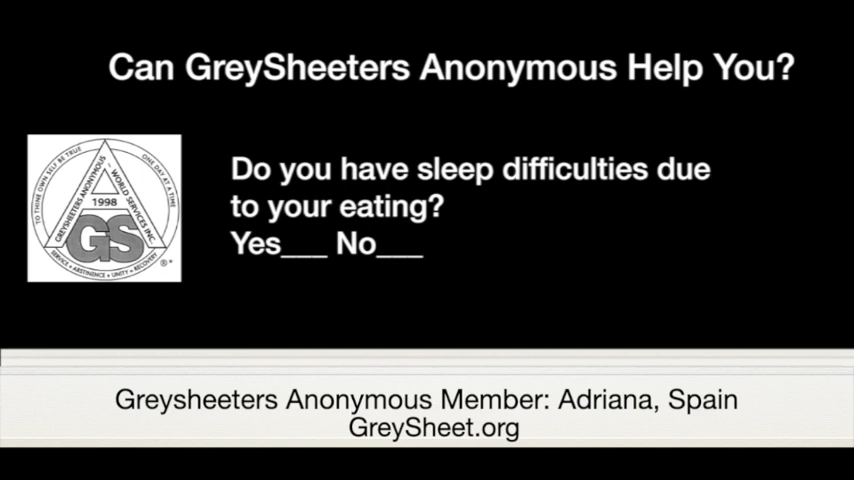 Can GreySheeters Anonymous Help You?
TO THINE OWN SELF BE TRUE
ONE DAY AT A TIME
GREYSHEETERS ANONYMOUS
WORLD SERVICES INC.
1998
GS
SERVICE • ABSTINENCE • UNITY • RECOVERY
®
Do you have sleep difficulties due
to your eating?
Yes___ No___
Greysheeters Anonymous Member: Adriana, Spain
GreySheet.org